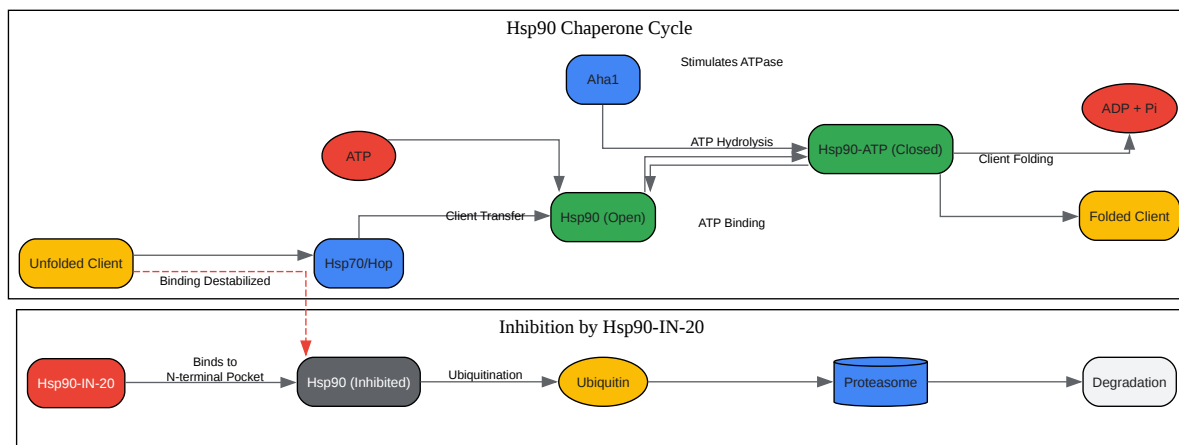 Hsp90 Chaperone Cycle
Stimulates ATPase
Aha1
ADP + Pi
ATP
ATP Hydrolysis
Hsp90-ATP (Closed)
Client Folding
Client Transfer
Hsp90 (Open)
ATP Binding
Folded Client
Unfolded Client
Hsp70/Hop
Binding Destabilized
Inhibition by Hsp90-IN-20
Hsp90-IN-20
Binds to
N-terminal Pocket
Hsp90 (Inhibited)
Ubiquitination
Ubiquitin
Proteasome
Degradation